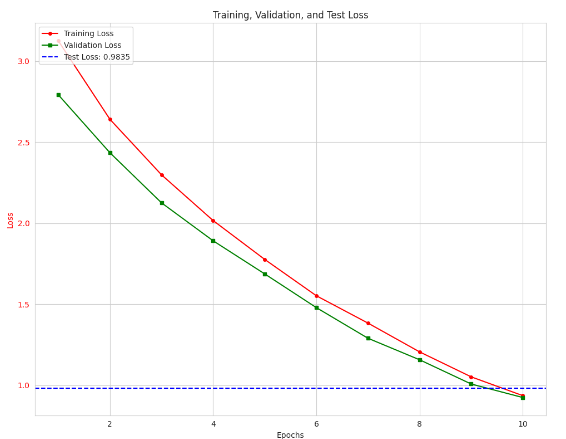 Training, Validation, and Test Loss
Training Loss
Validation Loss
Test Loss: 0.9835
3.0
2.5
2.0
1.5
1.0
Loss
2
4
6
8
10
Epochs